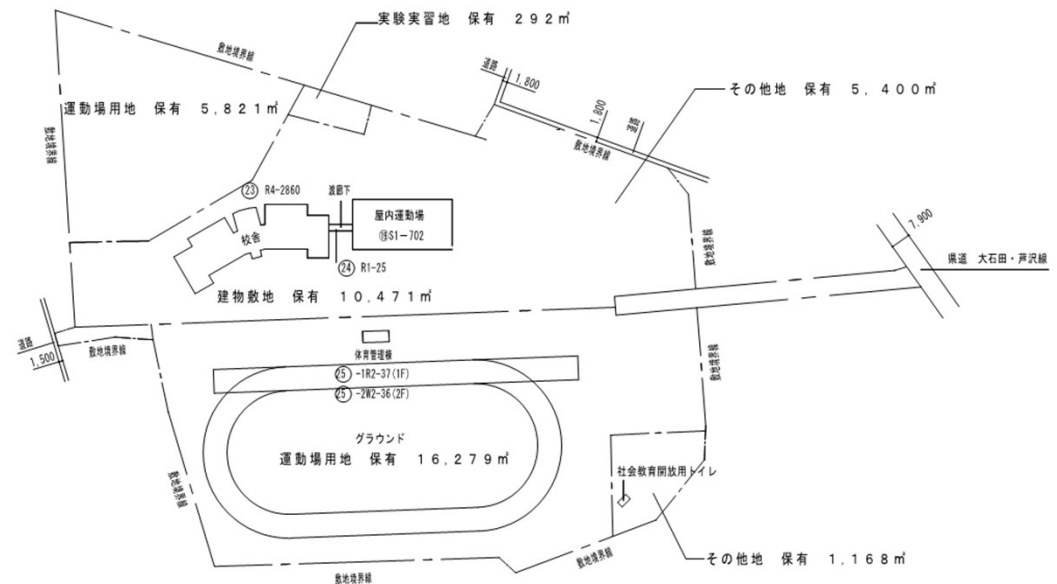 実験実習地　保有　292㎡
敷地境界線
道路
1,800
その他地　保有　5,400㎡
運動場用地　保有　5,821㎡
1,800
道路
敷地境界線
敷地境界線
㉓ R4-2860
渡廊下
屋内運動場
⑲S1-702
校舎
7,900
㉔ R1-25
敷地境界線
県道　大石田・芦沢線
建物敷地　保有　10,471㎡
道路
1,500
敷地境界線
体育管理棟
㉕ -1R2-37(1F)
㉕ -2W2-36(2F)
敷地境界線
グラウンド
運動場用地　保有　16,279㎡
社会教育開放用トイレ
敷地境界線
その他地　保有　1,168㎡
敷地境界線
敷地境界線